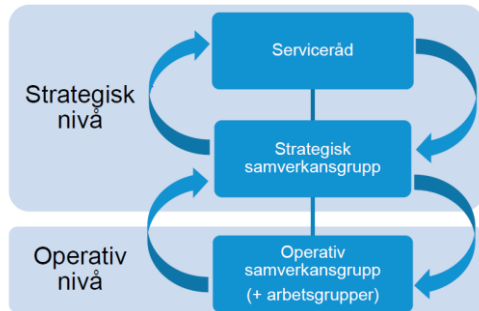 Serviceråd
Strategisk
nivå
Strategisk
samverkansgrupp
Operativ
nivå
Operativ
samverkansgrupp
(+ arbetsgrupper)